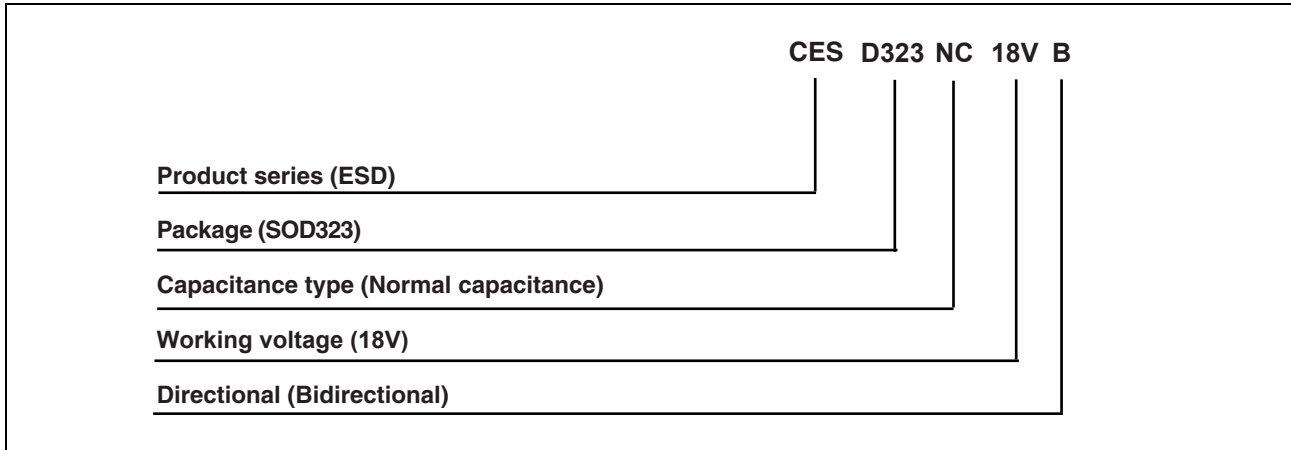 CES D323 NC 18V B
Product series (ESD)
Package (SOD323)
Capacitance type (Normal capacitance)
Working voltage (18V)
Directional (Bidirectional)